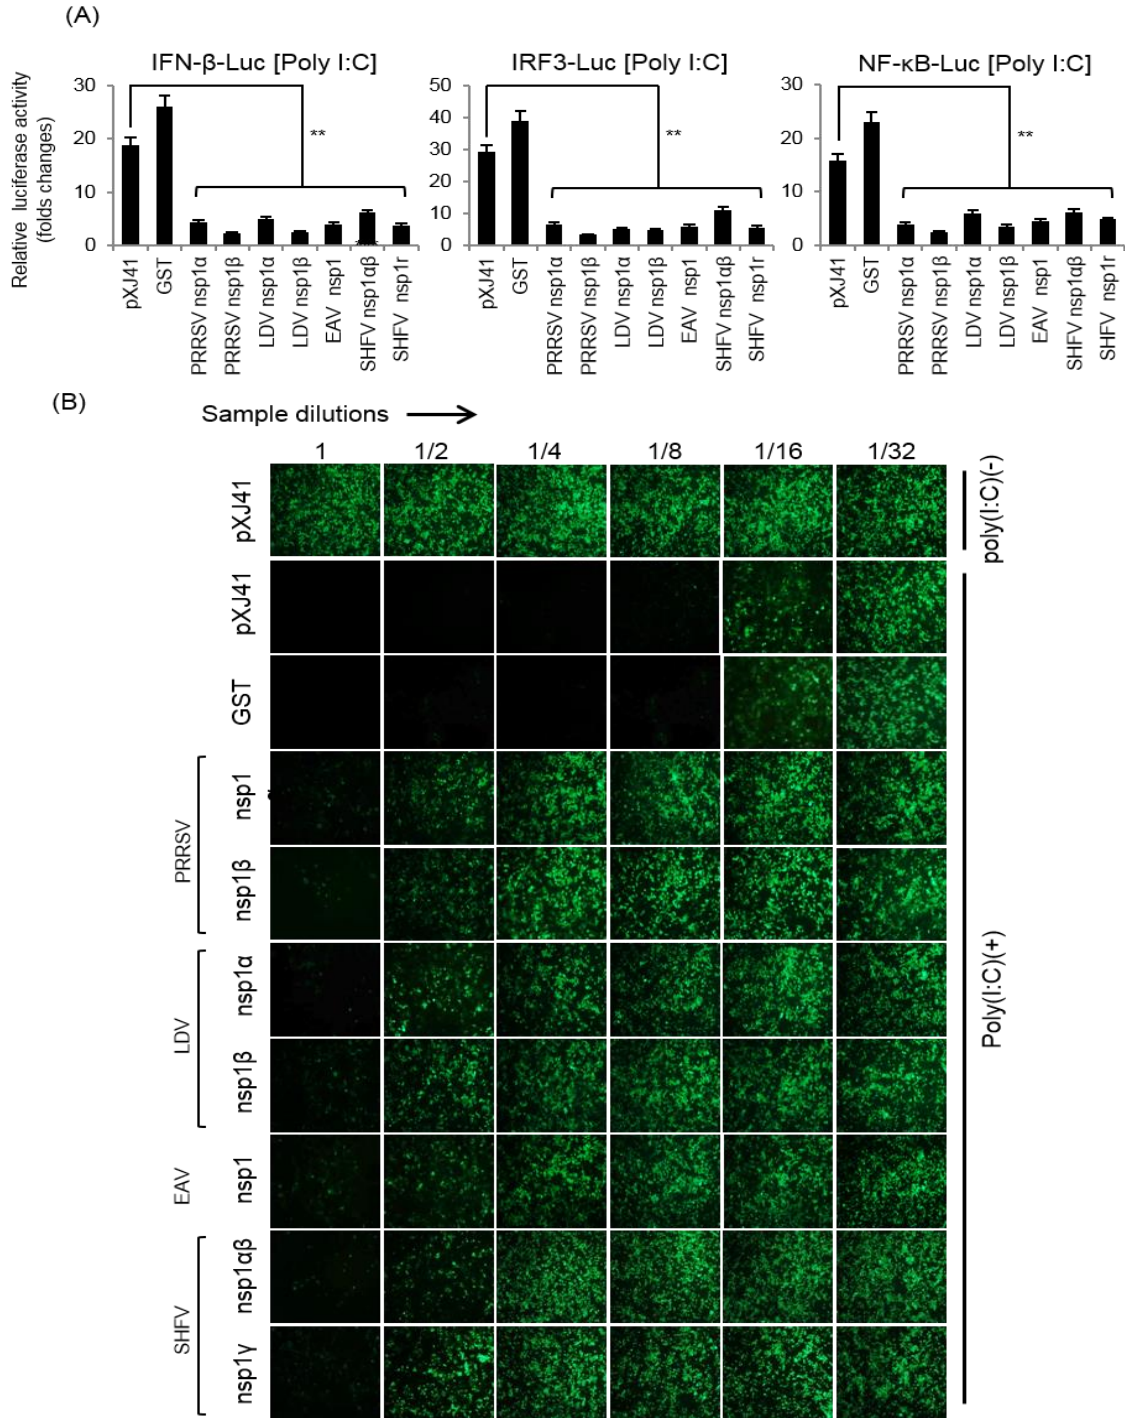 (A)
IFN-β-Luc [Poly I:C]
IRF3-Luc [Poly I:C]
NF-κB-Luc [Poly I:C]
Relative luciferase activity
(folds changes)
30
20
10
0
**
pXJ41
GST
PRRSV nsp1α
PRRSV nsp1β
LDV nsp1α
LDV nsp1β
EAV nsp1
SHFV nsp1αβ
SHFV nsp1r
50
40
30
20
10
0
**
pXJ41
GST
PRRSV nsp1α
PRRSV nsp1β
LDV nsp1α
LDV nsp1β
EAV nsp1
SHFV nsp1αβ
SHFV nsp1r
30
20
10
0
**
pXJ41
GST
PRRSV nsp1α
PRRSV nsp1β
LDV nsp1α
LDV nsp1β
EAV nsp1
SHFV nsp1αβ
SHFV nsp1r
(B)
Sample dilutions
1 1/2 1/4 1/8 1/16 1/32
pXJ41
poly(I:C)(-)
pXJ41
GST
PRRSV
nsp1
nsp1β
LDV
nsp1α
nsp1β
EAV
nsp1
SHFV
nsp1αβ
nsp1γ
Poly(I:C)(+)